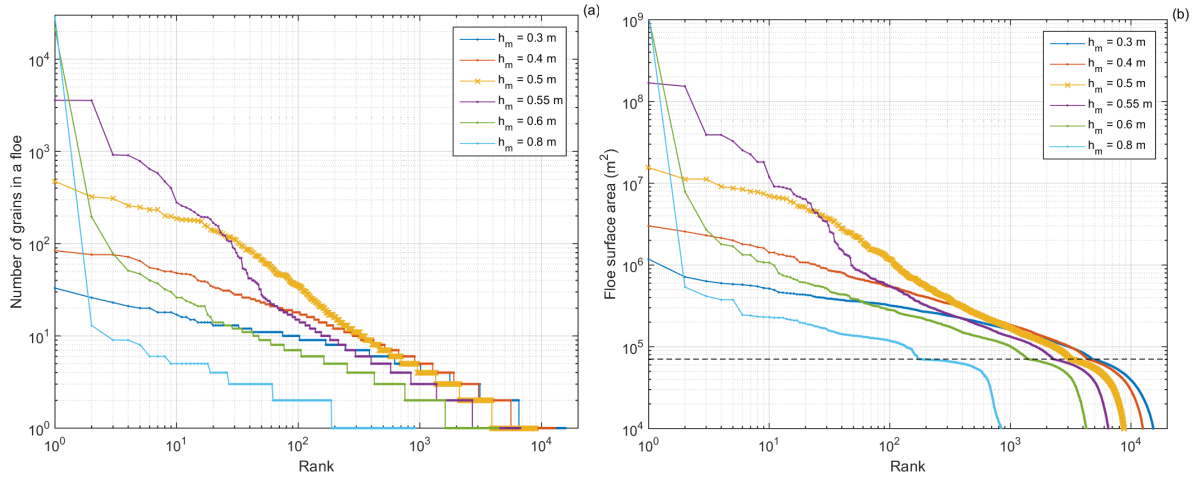 (a)
Number of grains in a floe
10^4
10^3
10^2
10^1
10^0
10^0 10^1 10^2 10^3 10^4
Rank
h_m = 0.3 m
h_m = 0.4 m
h_m = 0.5 m
h_m = 0.55 m
h_m = 0.6 m
h_m = 0.8 m
(b)
Floe surface area (m^2)
10^9
10^8
10^7
10^6
10^5
10^4
10^0 10^1 10^2 10^3 10^4
Rank
h_m = 0.3 m
h_m = 0.4 m
h_m = 0.5 m
h_m = 0.55 m
h_m = 0.6 m
h_m = 0.8 m